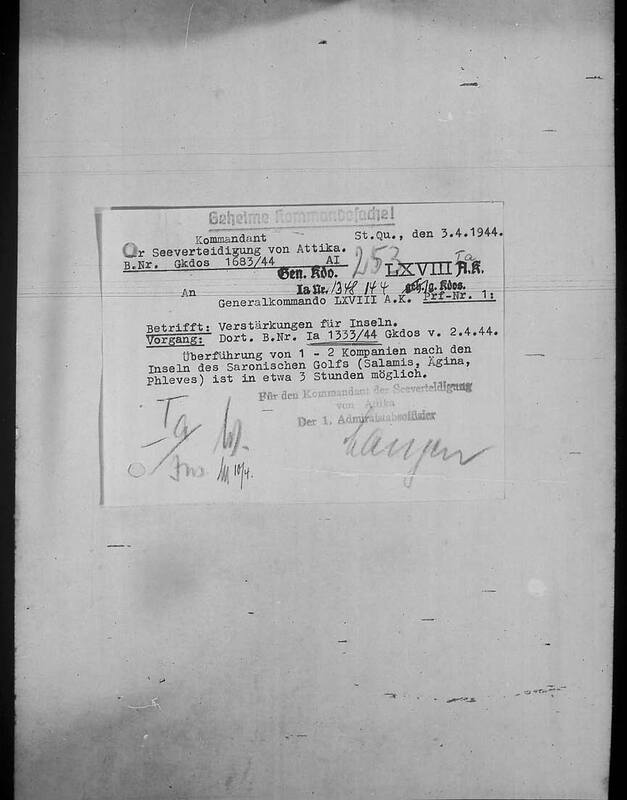 Geheime Kommandosache!
Kommandant St.Qu., den 3.4.1944.
der Seeverteidigung von Attika.
B.Nr. Gkdos 1683/44 AI 253 Ia
Gen. Kdo. LXVIII A.K.
Ia Nr. 1348/44 geh./g. Kdos.
An
Generalkommando LXVIII A.K. Prf-Nr. 1:
Betrifft: Verstärkungen für Inseln.
Vorgang: Dort. B.Nr. Ia 1333/44 Gkdos v. 2.4.44.
Überführung von 1 - 2 Kompanien nach den
Inseln des Saronischen Golfs (Salamis, Ägina,
Phleves) ist in etwa 3 Stunden möglich.
Für den Kommandant der Seeverteidigung
von Attika
Der 1. Admiralstabsoffizier
Ia